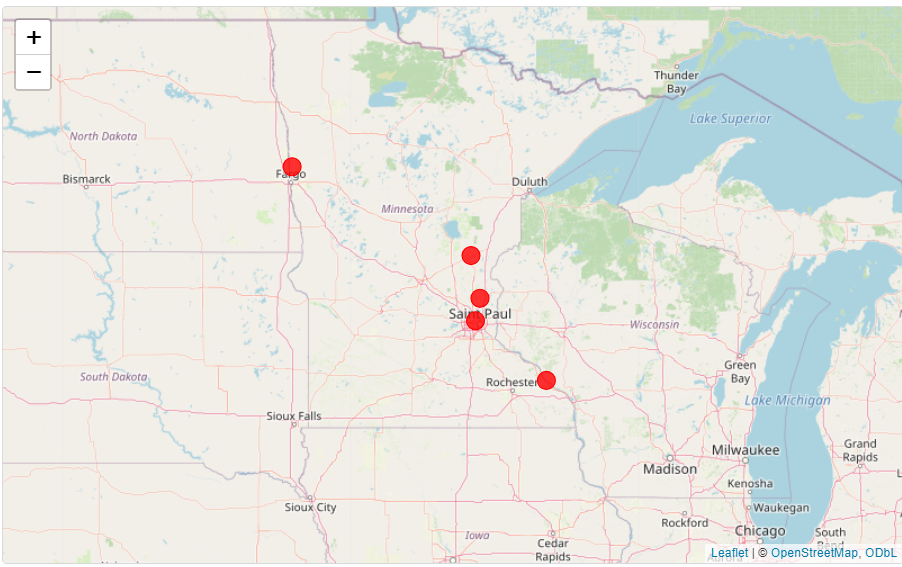 +
−
Thunder
Bay
Lake Superior
North Dakota
Fargo
Bismarck
Duluth
Minnesota
Saint Paul
Wisconsin
Green
Bay
South Dakota
Rochester
Lake Michigan
Sioux Falls
Milwaukee
Grand
Rapids
Madison
Kenosha
Sioux City
Waukegan
Rockford
Chicago
South
Bend
Iowa
Cedar
Rapids
Aurora
Leaflet | © OpenStreetMap, ODbL